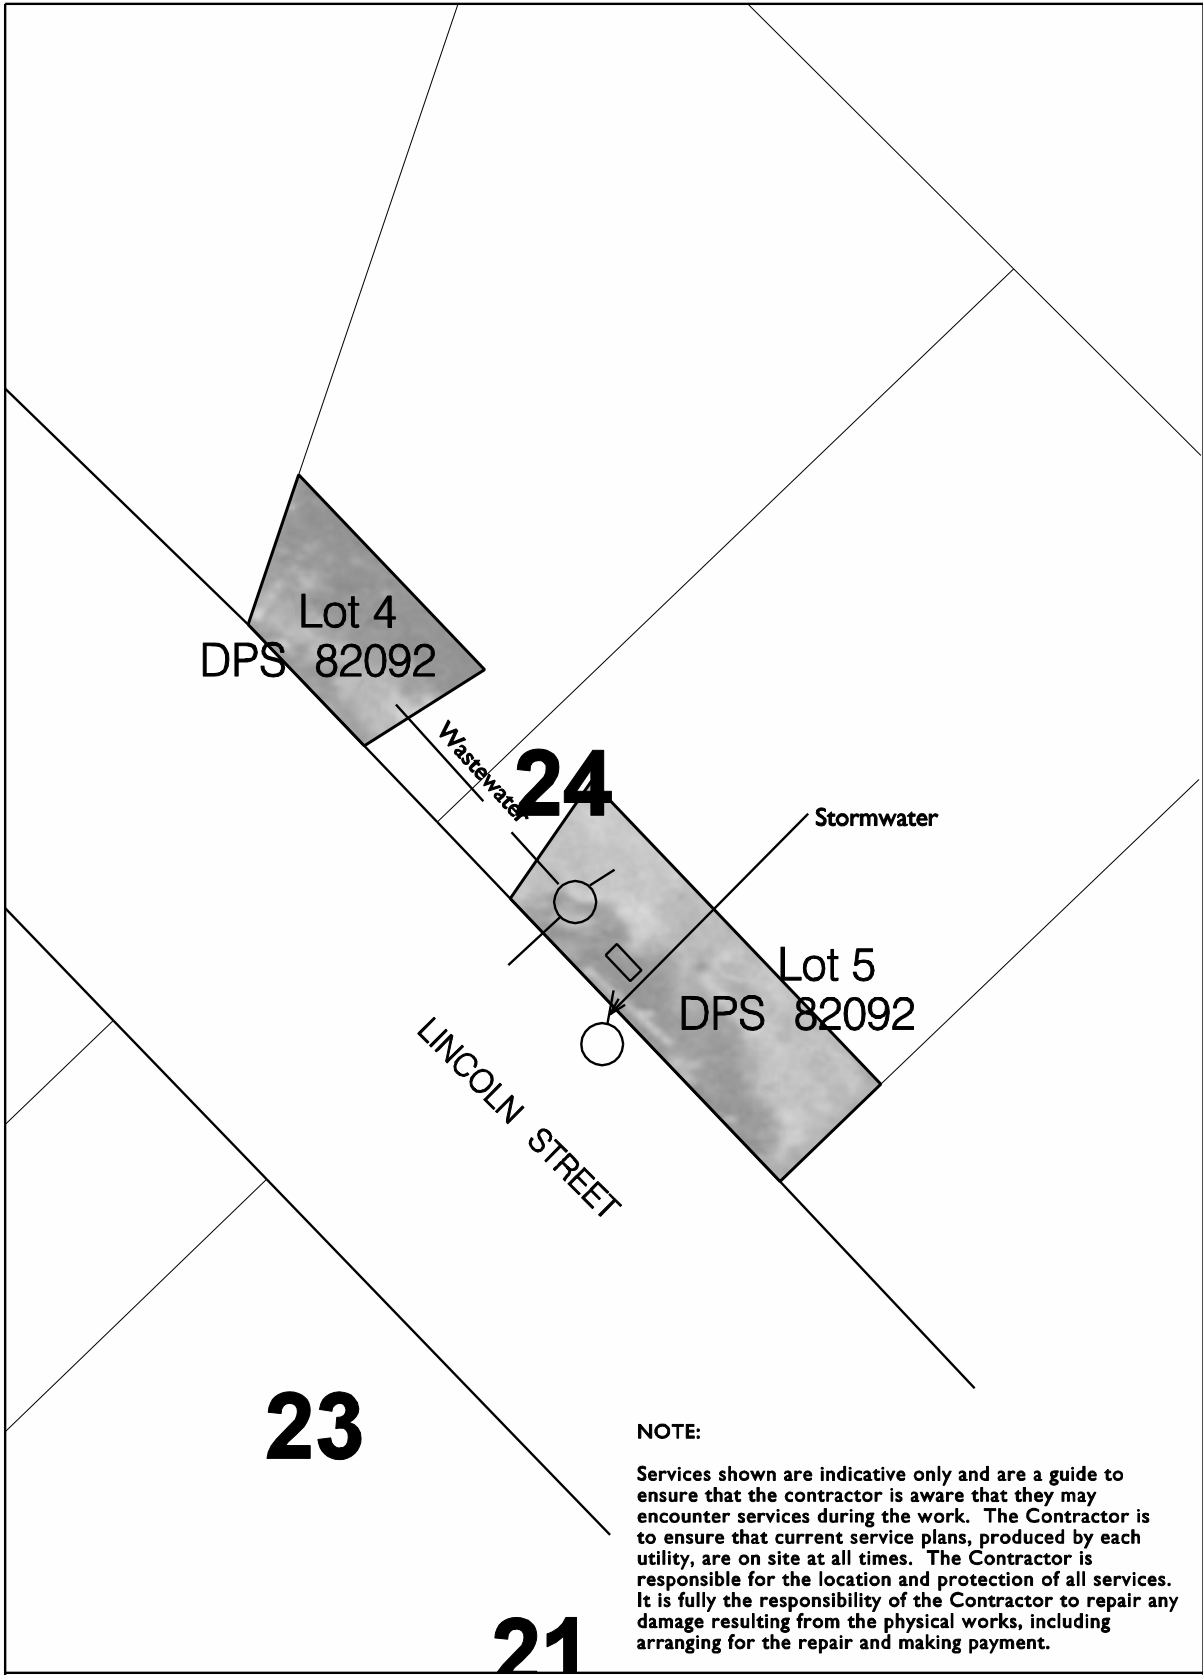 Lot 4
DPS 82092
Wastewater
24
Stormwater
Lot 5
DPS 82092
LINCOLN STREET
23
21
NOTE:
Services shown are indicative only and are a guide to
ensure that the contractor is aware that they may
encounter services during the work. The Contractor is
to ensure that current service plans, produced by each
utility, are on site at all times. The Contractor is
responsible for the location and protection of all services.
It is fully the responsibility of the Contractor to repair any
damage resulting from the physical works, including
arranging for the repair and making payment.